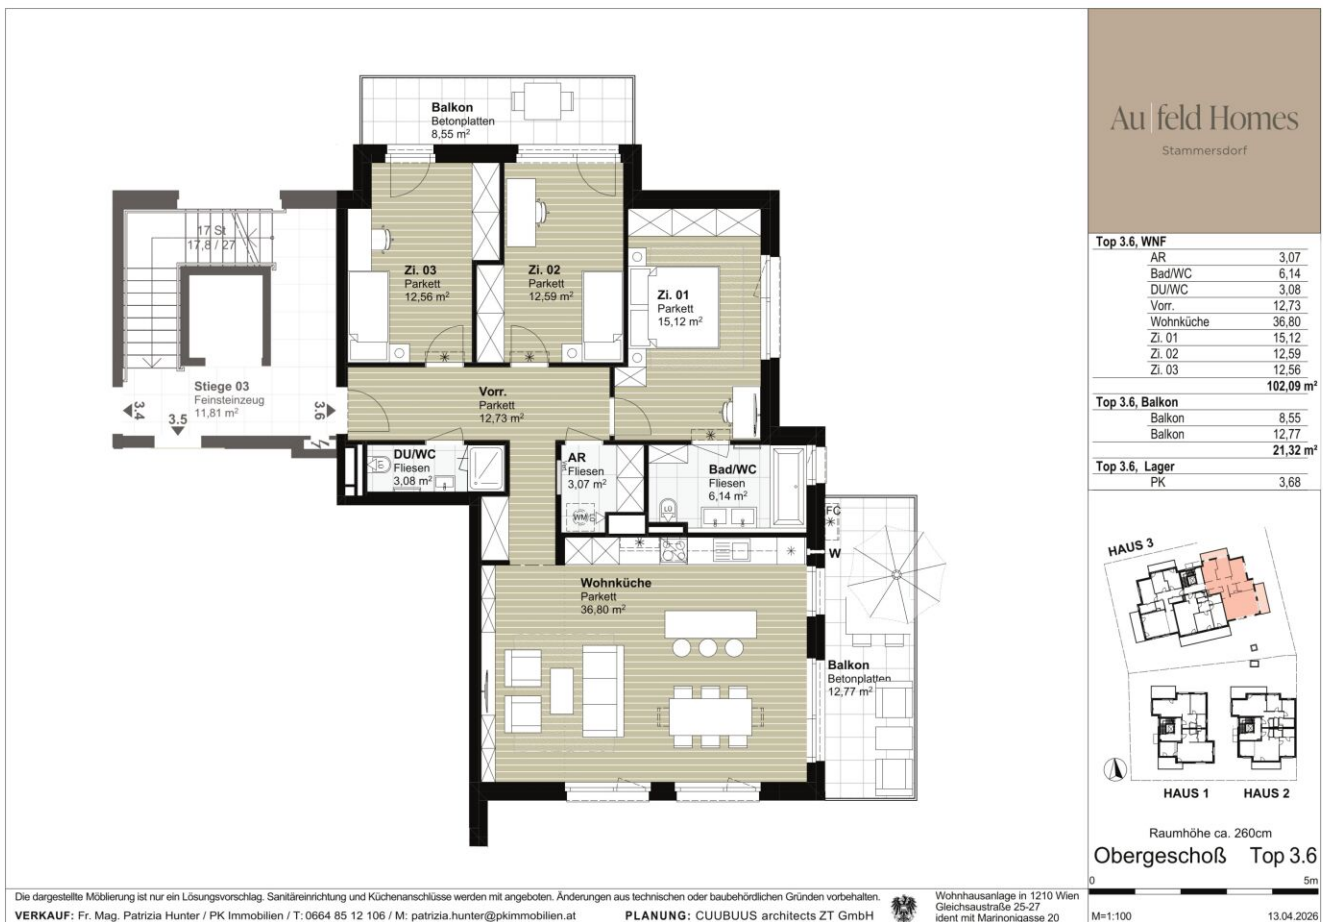 Balkon
Betonplatten
8,55 m²
17 St
17,8 / 27
Zi. 03
Parkett
12,56 m²
Zi. 02
Parkett
12,59 m²
Zi. 01
Parkett
15,12 m²
Stiege 03
Feinsteinzeug
11,81 m²
3.4
3.5
3.6
Vorr.
Parkett
12,73 m²
DU/WC
Fliesen
3,08 m²
AR
Fliesen
3,07 m²
WM
Bad/WC
Fliesen
6,14 m²
FC
W
Wohnküche
Parkett
36,80 m²
Balkon
Betonplatten
12,77 m²
Au|feld Homes
Stammersdorf
Top 3.6, WNF
AR 3,07
Bad/WC 6,14
DU/WC 3,08
Vorr. 12,73
Wohnküche 36,80
Zi. 01 15,12
Zi. 02 12,59
Zi. 03 12,56
102,09 m²
Top 3.6, Balkon
Balkon 8,55
Balkon 12,77
21,32 m²
Top 3.6, Lager
PK 3,68
HAUS 3
HAUS 1 HAUS 2
Raumhöhe ca. 260cm
Obergeschoß Top 3.6
0 5m
M=1:100 13.04.2026
Die dargestellte Möblierung ist nur ein Lösungsvorschlag. Sanitäreinrichtung und Küchenanschlüsse werden mit angeboten. Änderungen aus technischen oder baubehördlichen Gründen vorbehalten.
VERKAUF: Fr. Mag. Patrizia Hunter / PK Immobilien / T: 0664 85 12 106 / M: patrizia.hunter@pkimmobilien.at PLANUNG: CUUBUUS architects ZT GmbH
Wohnhausanlage in 1210 Wien
Gleichsaustraße 25-27
ident mit Marinonigasse 20